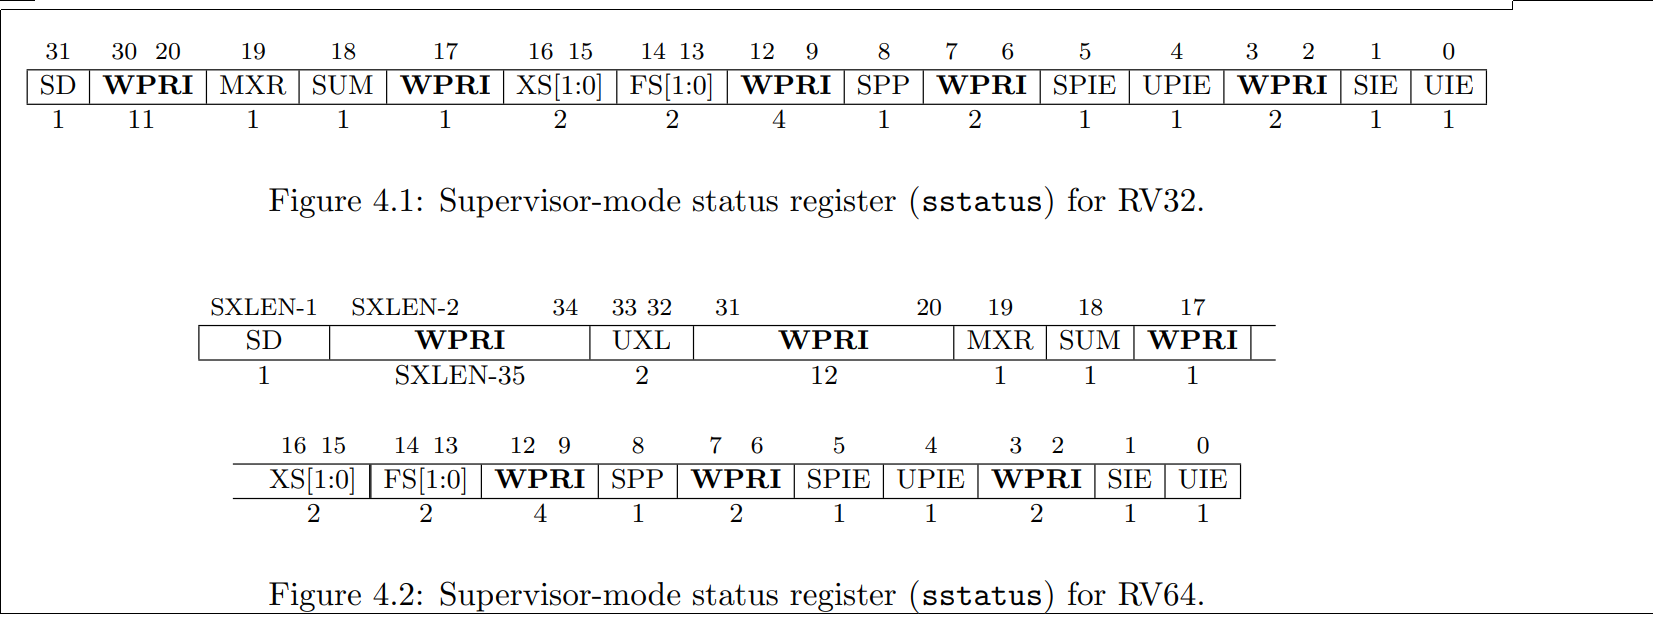 31 30 20 19 18 17 16 15 14 13 12 9 8 7 6 5 4 3 2 1 0
SD WPRI MXR SUM WPRI XS[1:0] FS[1:0] WPRI SPP WPRI SPIE UPIE WPRI SIE UIE
1 11 1 1 1 2 2 4 1 2 1 1 2 1 1
Figure 4.1: Supervisor-mode status register (sstatus) for RV32.
SXLEN-1 SXLEN-2 34 33 32 31 20 19 18 17
SD WPRI UXL WPRI MXR SUM WPRI
1 SXLEN-35 2 12 1 1 1
16 15 14 13 12 9 8 7 6 5 4 3 2 1 0
XS[1:0] FS[1:0] WPRI SPP WPRI SPIE UPIE WPRI SIE UIE
2 2 4 1 2 1 1 2 1 1
Figure 4.2: Supervisor-mode status register (sstatus) for RV64.